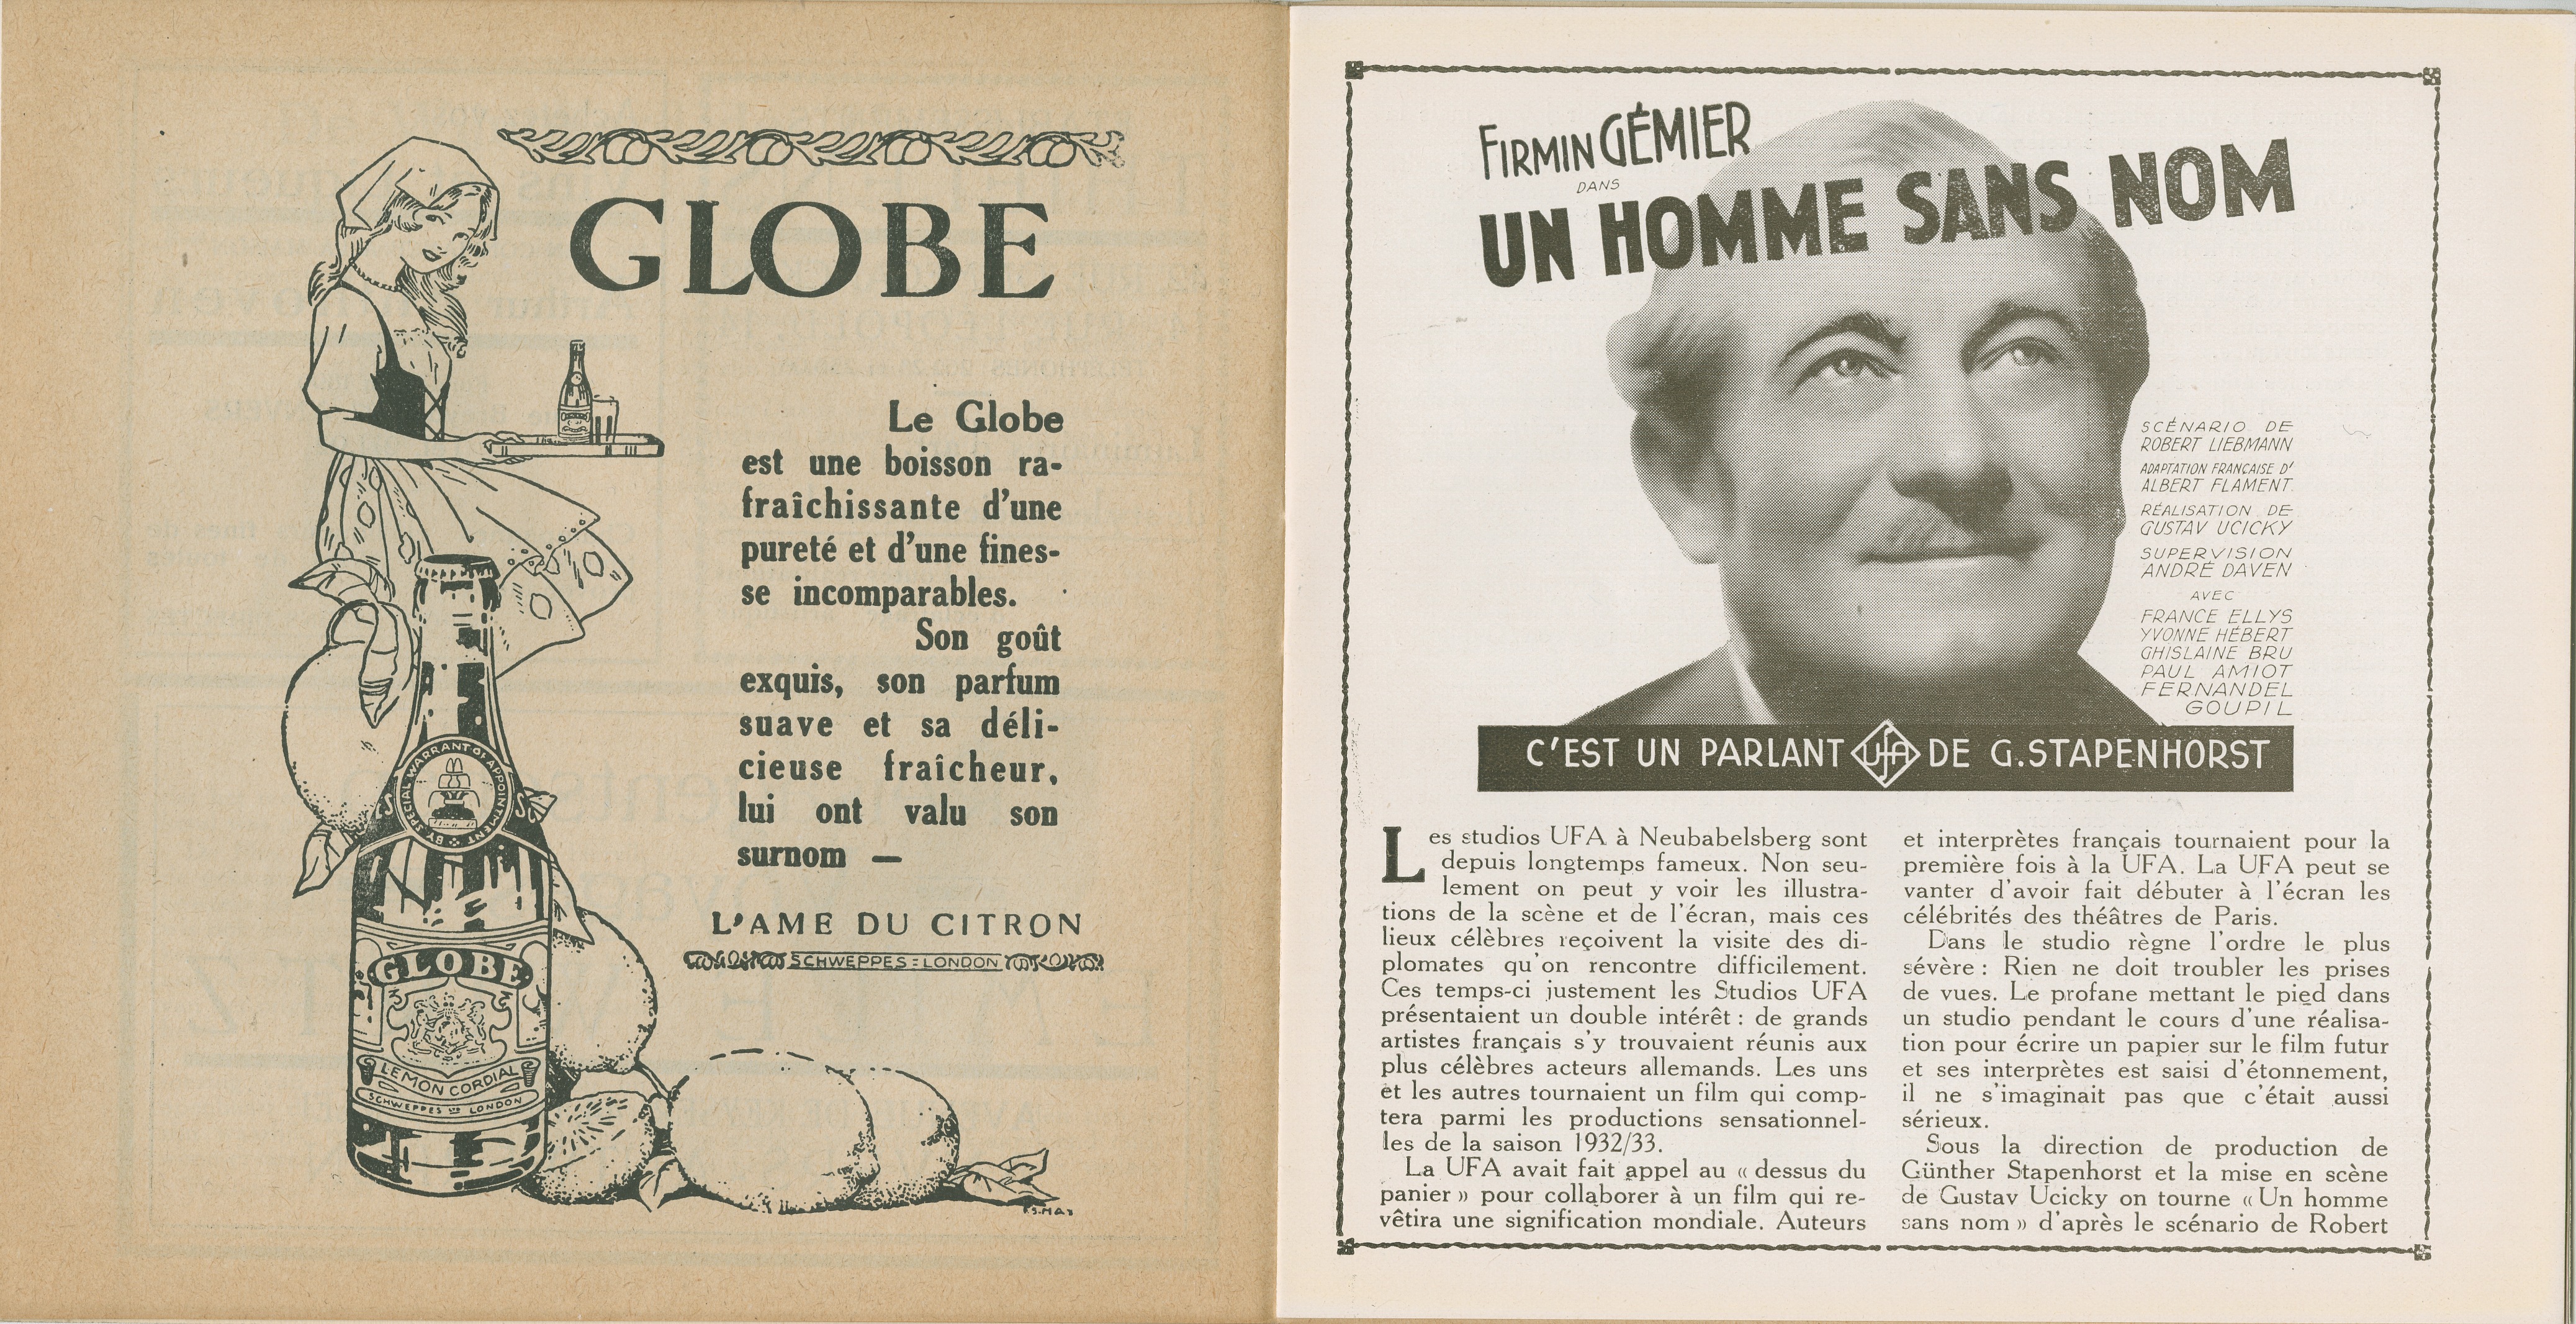 GLOBE
Le Globe
est une boisson ra-
fraîchissante d'une
pureté et d'une fines-
se incomparables.
Son goût
exquis, son parfum
suave et sa déli-
cieuse fraîcheur,
lui ont valu son
surnom —
L'AME DU CITRON
SCHWEPPES = LONDON
BY SPECIAL WARRANT OF APPOINTMENT
GLOBE
LEMON CORDIAL
SCHWEPPES LTD LONDON
FIRMIN GÉMIER
DANS
UN HOMME SANS NOM
SCÉNARIO DE
ROBERT LIEBMANN
ADAPTATION FRANÇAISE D'
ALBERT FLAMENT
RÉALISATION DE
GUSTAV UCICKY
SUPERVISION
ANDRÉ DAVEN
AVEC
FRANCE ELLYS
YVONNE HÉBERT
GHISLAINE BRU
PAUL AMIOT
FERNANDEL
GOUPIL
C'EST UN PARLANT UfA DE G. STAPENHORST
Les studios UFA à Neubabelsberg sont
depuis longtemps fameux. Non seu-
lement on peut y voir les illustra-
tions de la scène et de l'écran, mais ces
lieux célèbres reçoivent la visite des di-
plomates qu'on rencontre difficilement.
Ces temps-ci justement les Studios UFA
présentaient un double intérêt : de grands
artistes français s'y trouvaient réunis aux
plus célèbres acteurs allemands. Les uns
et les autres tournaient un film qui comp-
tera parmi les productions sensationnel-
les de la saison 1932/33.
La UFA avait fait appel au « dessus du
panier » pour collaborer à un film qui re-
vêtira une signification mondiale. Auteurs
et interprètes français tournaient pour la
première fois à la UFA. La UFA peut se
vanter d'avoir fait débuter à l'écran les
célébrités des théâtres de Paris.
Dans le studio règne l'ordre le plus
sévère : Rien ne doit troubler les prises
de vues. Le profane mettant le pied dans
un studio pendant le cours d'une réalisa-
tion pour écrire un papier sur le film futur
et ses interprètes est saisi d'étonnement,
il ne s'imaginait pas que c'était aussi
sérieux.
Sous la direction de production de
Günther Stapenhorst et la mise en scène
de Gustav Ucicky on tourne « Un homme
sans nom » d'après le scénario de Robert